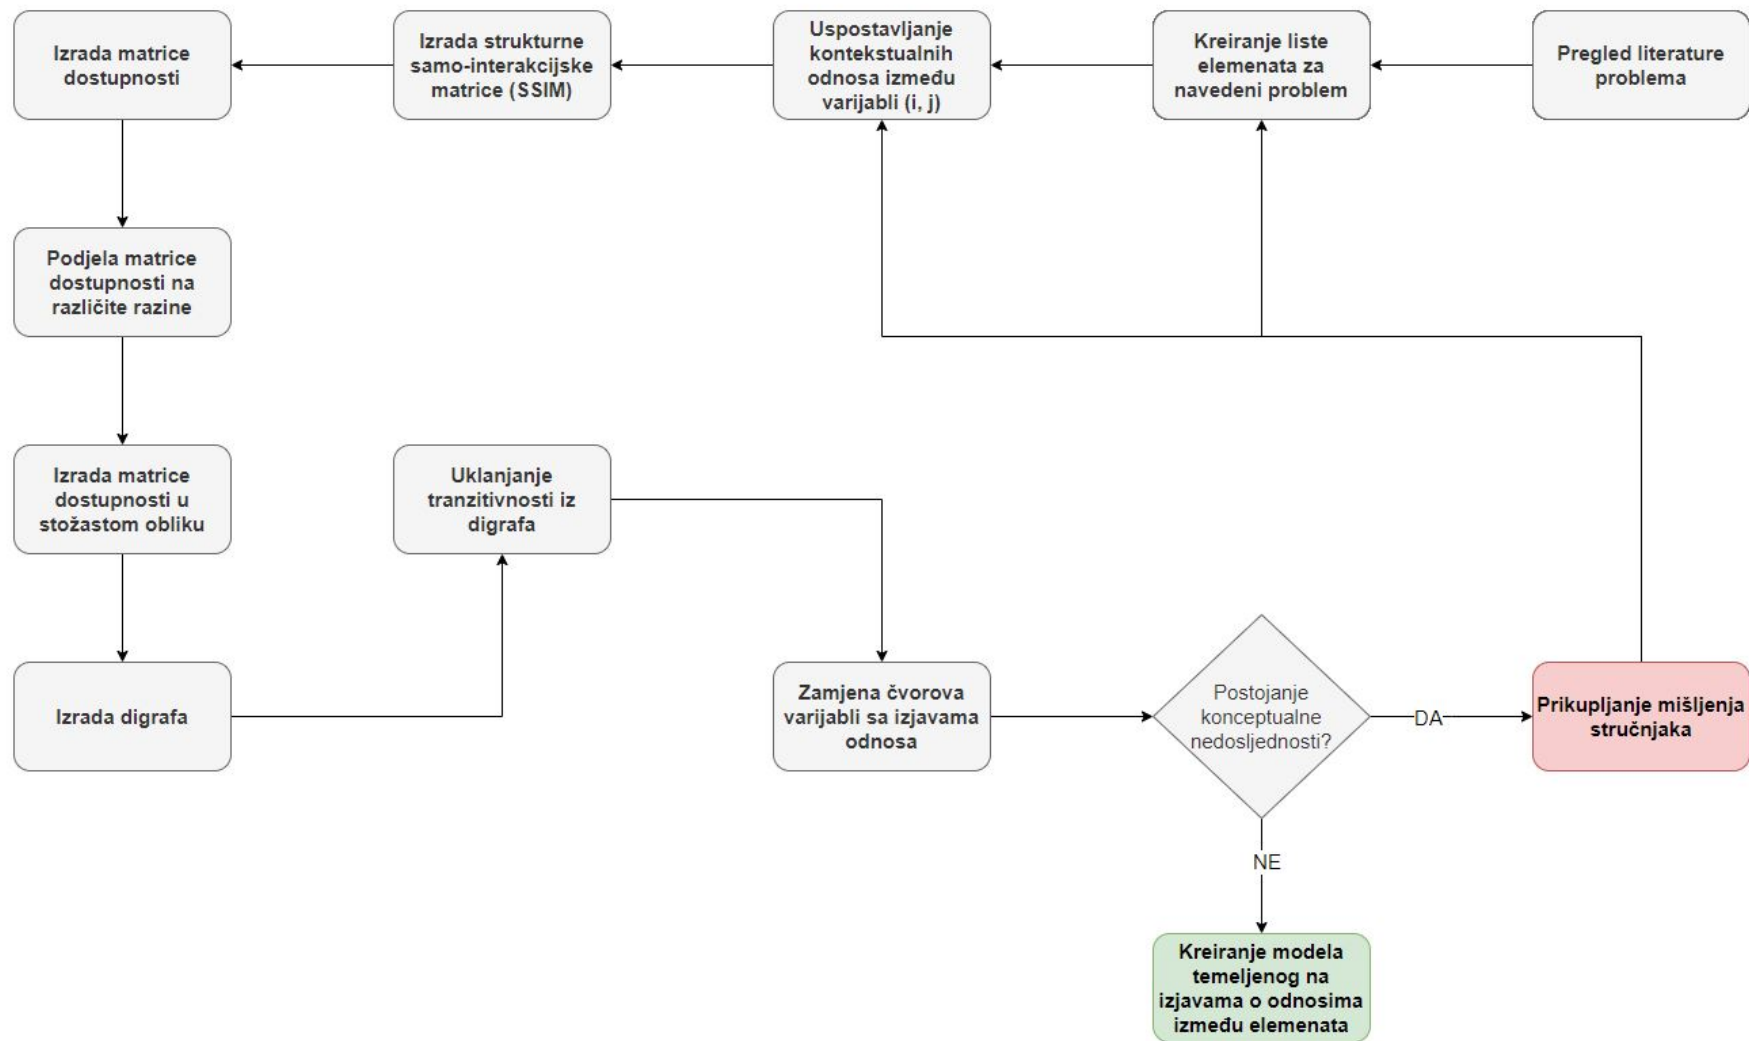 Izrada matrice
dostupnosti
Izrada strukturne
samo-interakcijske
matrice (SSIM)
Uspostavljanje
kontekstualnih
odnosa između
varijabli (i, j)
Kreiranje liste
elemenata za
navedeni problem
Pregled literature
problema
Podjela matrice
dostupnosti na
različite razine
Izrada matrice
dostupnosti u
stožastom obliku
Uklanjanje
tranzitivnosti iz
digrafa
Izrada digrafa
Zamjena čvorova
varijabli sa izjavama
odnosa
Postojanje
konceptualne
nedosljednosti?
DA
Prikupljanje mišljenja
stručnjaka
NE
Kreiranje modela
temeljenog na
izjavama o odnosima
između elemenata